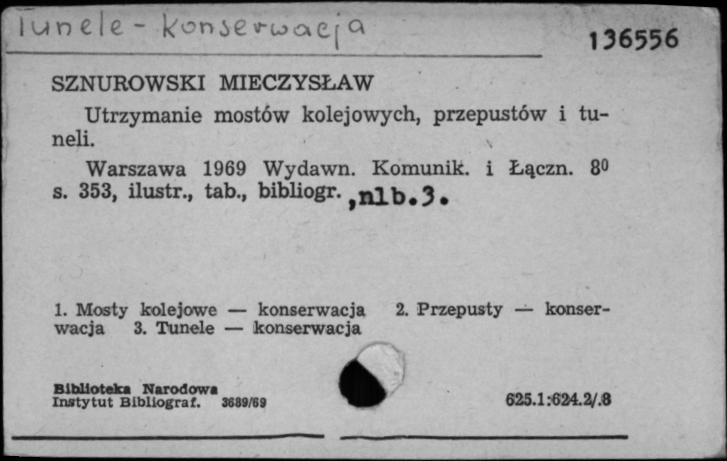 Tunele - konserwacja
136556
SZNUROWSKI MIECZYSŁAW
Utrzymanie mostów kolejowych, przepustów i tu-
neli.
Warszawa 1969 Wydawn. Komunik. i Łączn. 8⁰
s. 353, ilustr., tab., bibliogr. ,nlb.3.
1. Mosty kolejowe — konserwacja 2. Przepusty — konser-
wacja 3. Tunele — konserwacja
Biblioteka Narodowa
Instytut Bibliograf. 3689/69
625.1:624.2/.8